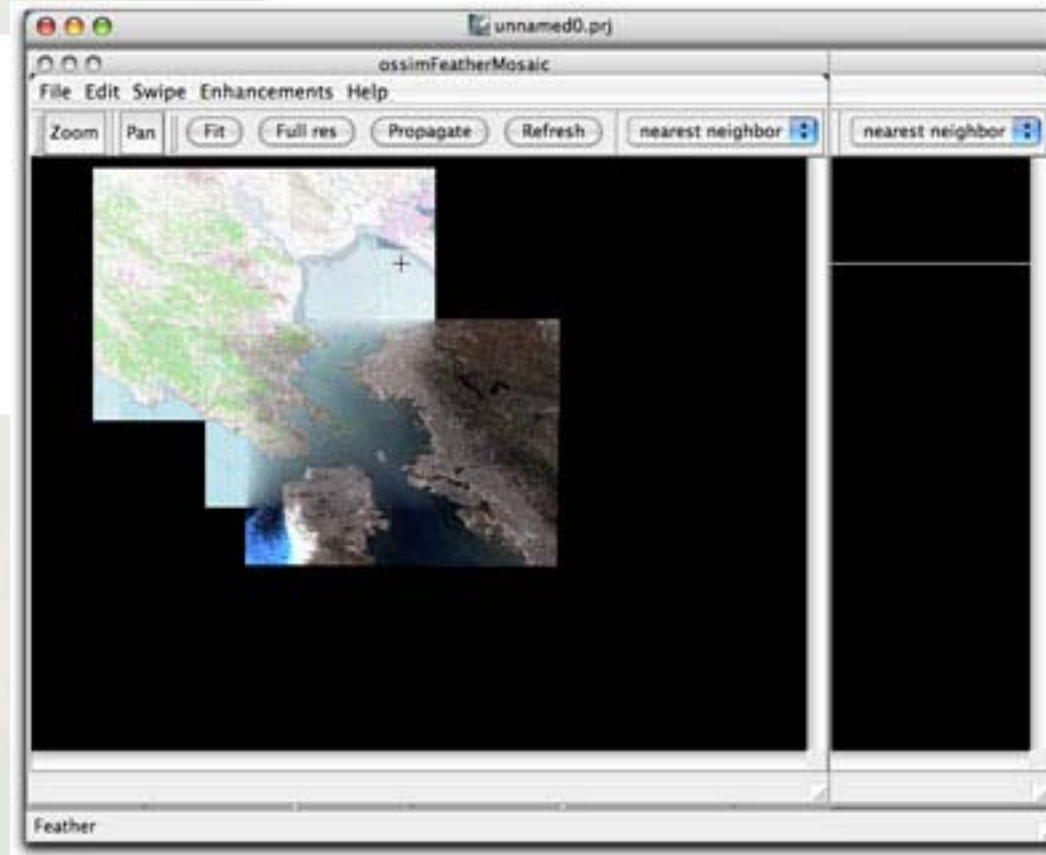 unnamed0.prj
ossimFeatherMosaic
File Edit Swipe Enhancements Help
Zoom Pan Fit Full res Propagate Refresh nearest neighbor nearest neighbor
Feather